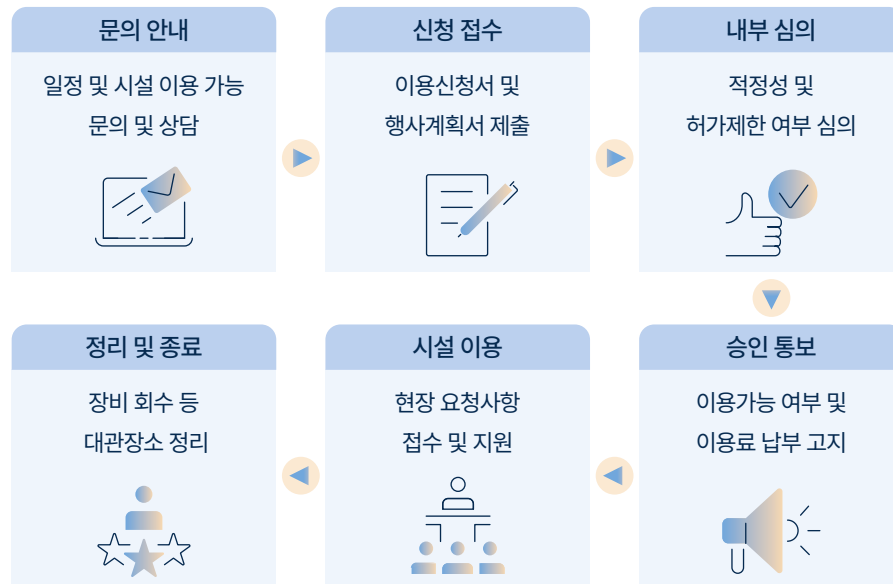 문의 안내
일정 및 시설 이용 가능
문의 및 상담
신청 접수
이용신청서 및
행사계획서 제출
내부 심의
적정성 및
허가제한 여부 심의
승인 통보
이용가능 여부 및
이용료 납부 고지
시설 이용
현장 요청사항
접수 및 지원
정리 및 종료
장비 회수 등
대관장소 정리